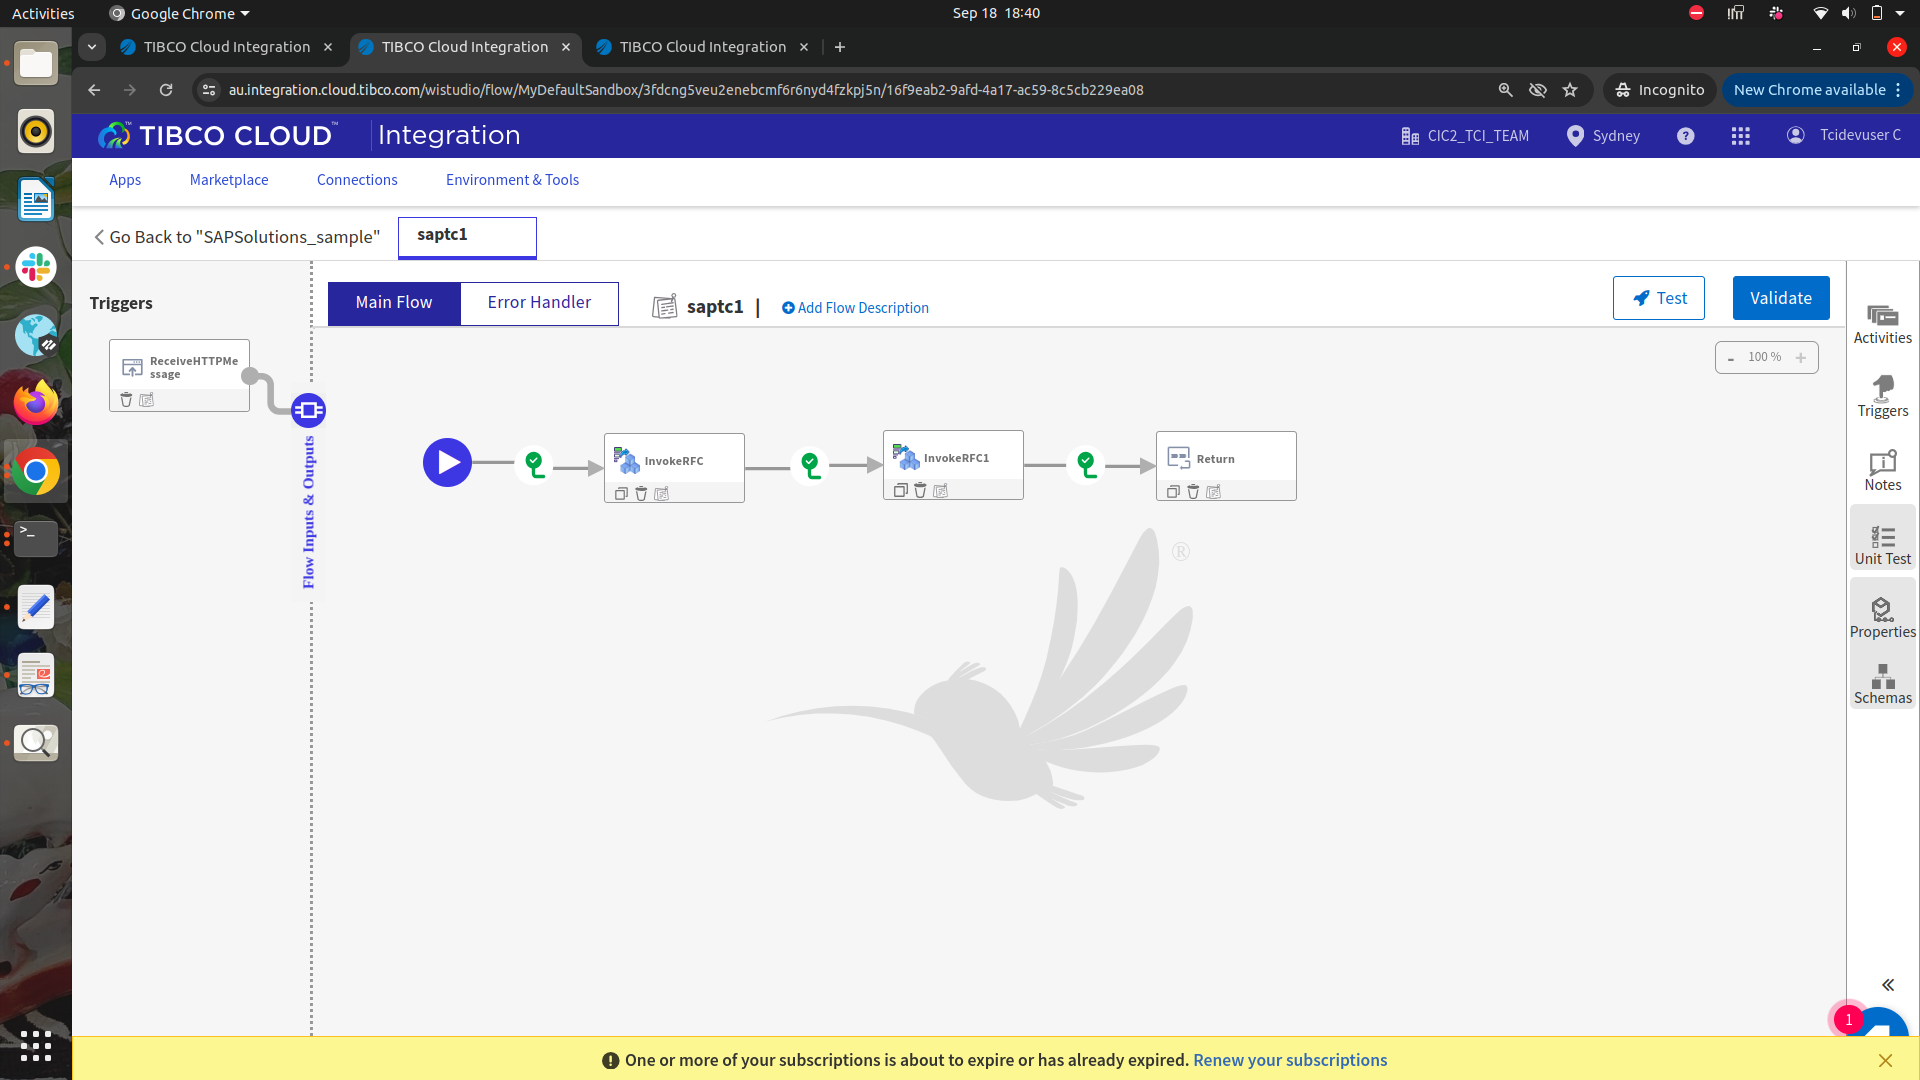 Activities
Google Chrome
Sep 18 18:40
TIBCO Cloud Integration
TIBCO Cloud Integration
TIBCO Cloud Integration
au.integration.cloud.tibco.com/wistudio/flow/MyDefaultSandbox/3fdcng5veu2enebcmf6r6nyd4fzkpj5n/16f9eab2-9afd-4a17-ac59-8c5cb229ea08
Incognito
New Chrome available
TIBCO CLOUD™ Integration
CIC2_TCI_TEAM
Sydney
?
Tcidevuser C
Apps
Marketplace
Connections
Environment & Tools
Go Back to "SAPSolutions_sample"
saptc1
Triggers
Main Flow
Error Handler
saptc1 |
Add Flow Description
Test
Validate
- 100 % +
ReceiveHTTPMe
ssage
Flow Inputs & Outputs
InvokeRFC
InvokeRFC1
Return
®
Activities
Triggers
Notes
Unit Test
Properties
Schemas
1
One or more of your subscriptions is about to expire or has already expired. Renew your subscriptions